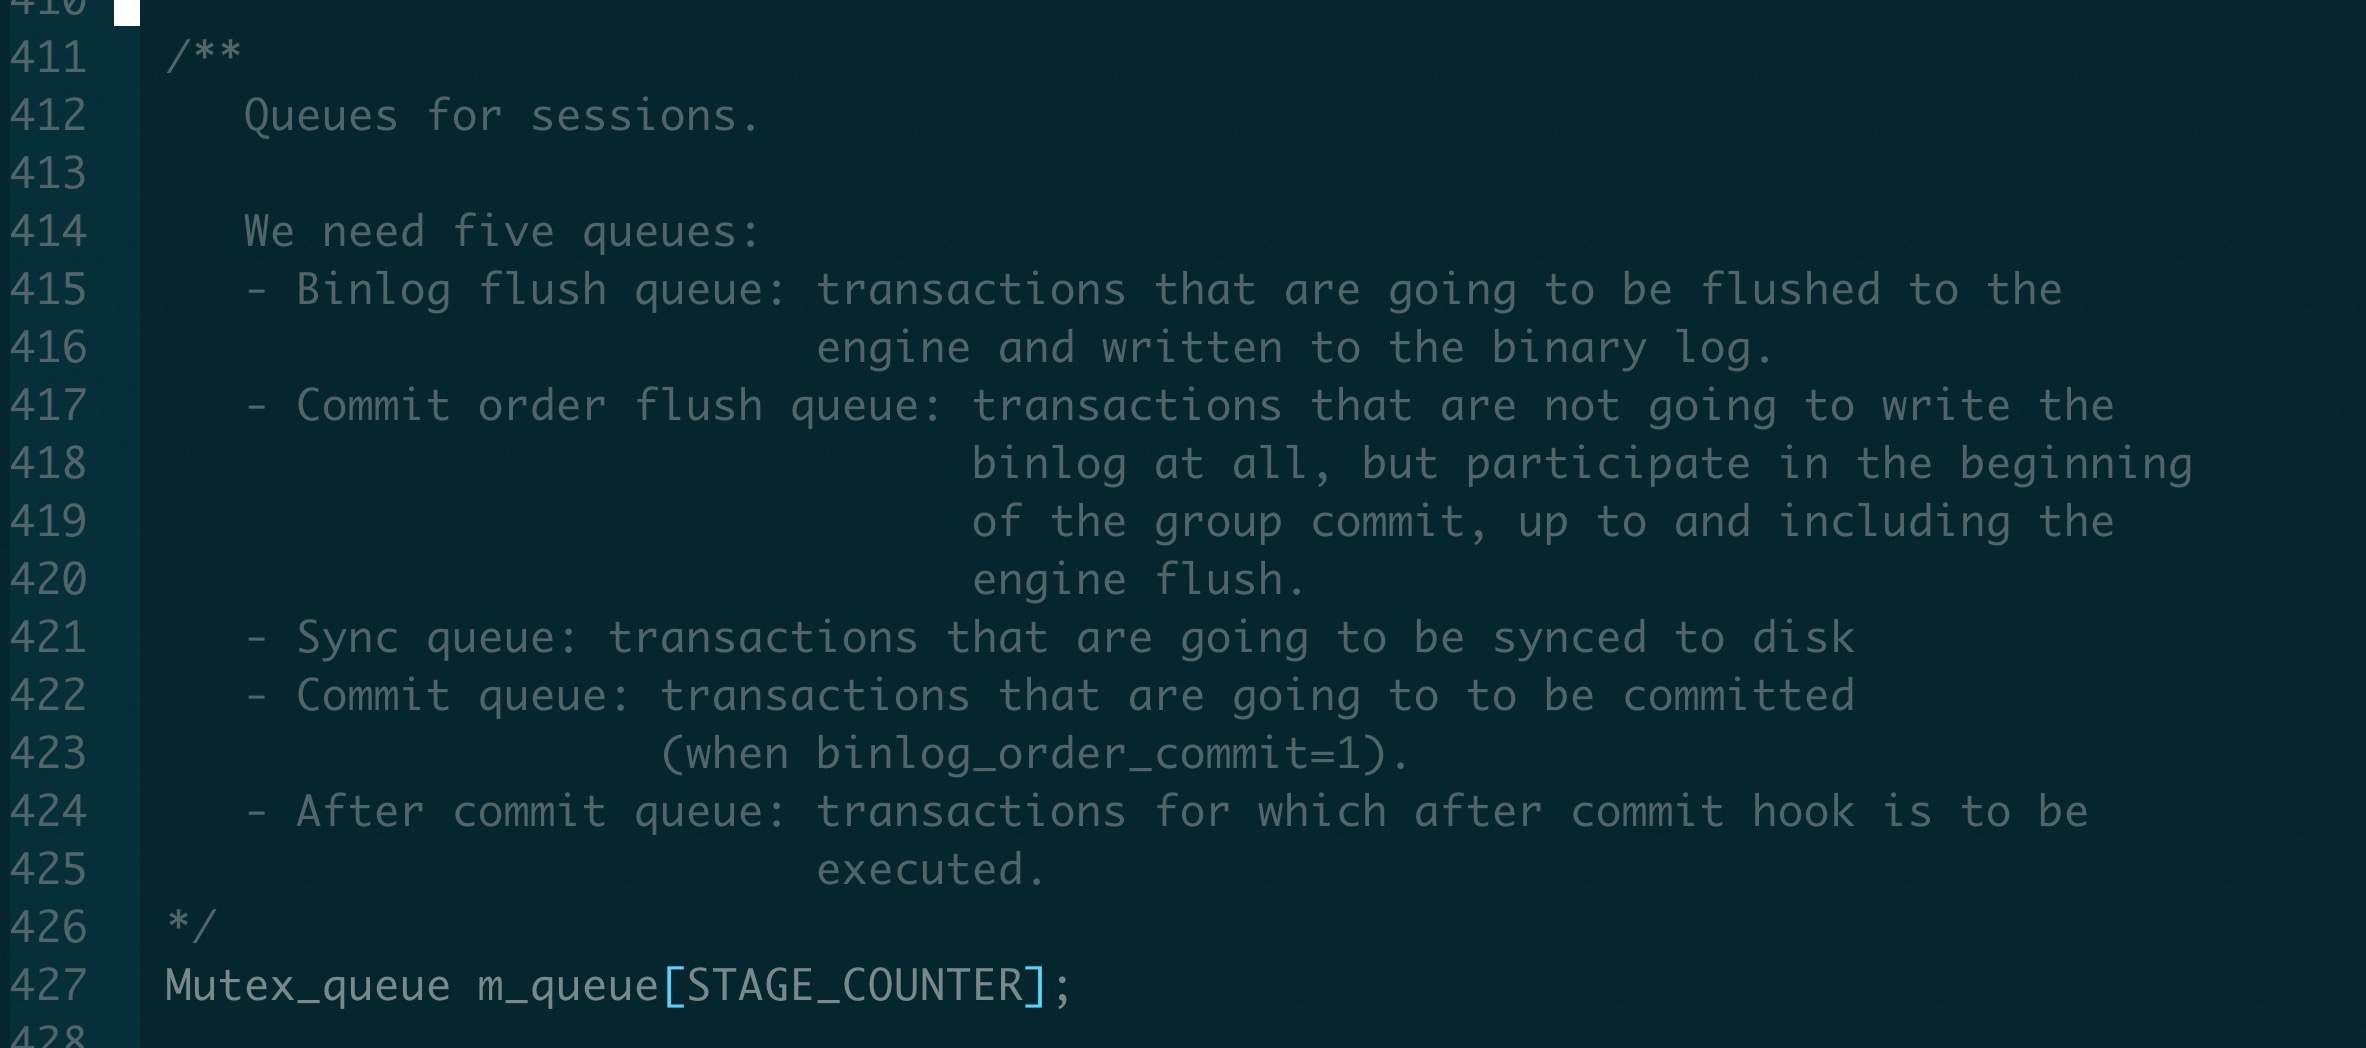 410
411 /**
412 Queues for sessions.
413
414 We need five queues:
415 - Binlog flush queue: transactions that are going to be flushed to the
416 engine and written to the binary log.
417 - Commit order flush queue: transactions that are not going to write the
418 binlog at all, but participate in the beginning
419 of the group commit, up to and including the
420 engine flush.
421 - Sync queue: transactions that are going to be synced to disk
422 - Commit queue: transactions that are going to to be committed
423 (when binlog_order_commit=1).
424 - After commit queue: transactions for which after commit hook is to be
425 executed.
426 */
427 Mutex_queue m_queue[STAGE_COUNTER];
428